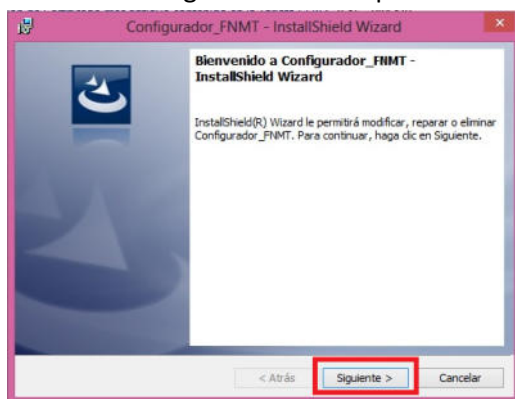 Configurador_FNMT - InstallShield Wizard
Bienvenido a Configurador_FNMT -
InstallShield Wizard
InstallShield(R) Wizard le permitirá modificar, reparar o eliminar
Configurador_FNMT. Para continuar, haga clic en Siguiente.
< Atrás
Siguiente >
Cancelar